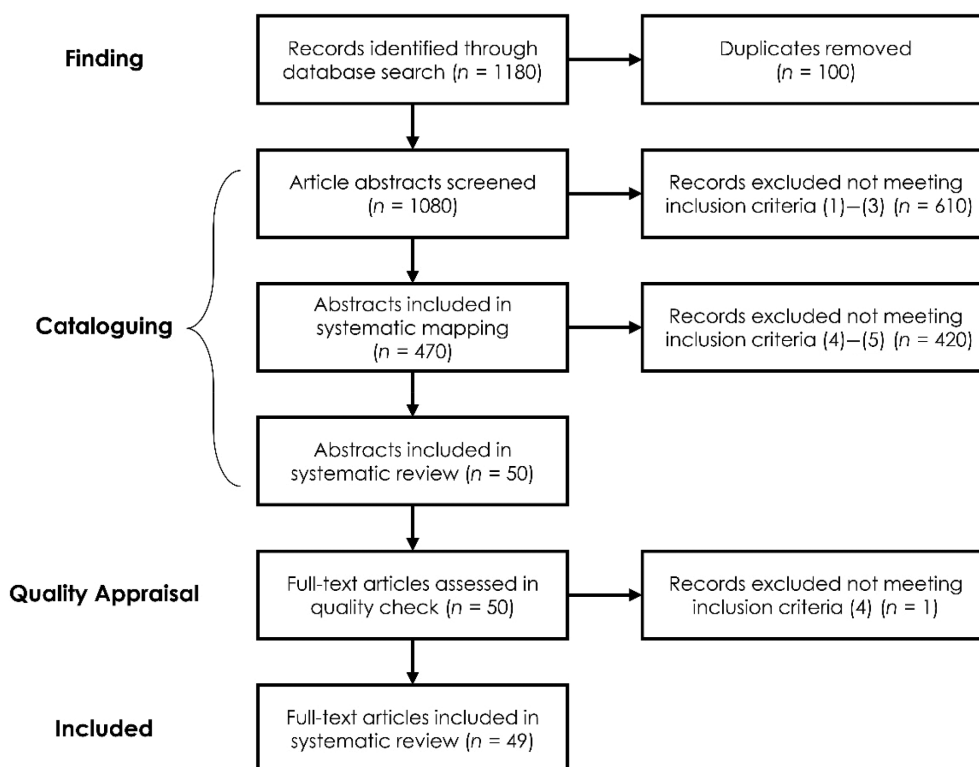 Finding
Records identified through
database search (n = 1180)
Duplicates removed
(n = 100)
Article abstracts screened
(n = 1080)
Records excluded not meeting
inclusion criteria (1)–(3) (n = 610)
Cataloguing
Abstracts included in
systematic mapping
(n = 470)
Records excluded not meeting
inclusion criteria (4)–(5) (n = 420)
Abstracts included in
systematic review (n = 50)
Quality Appraisal
Full-text articles assessed in
quality check (n = 50)
Records excluded not meeting
inclusion criteria (4) (n = 1)
Included
Full-text articles included in
systematic review (n = 49)